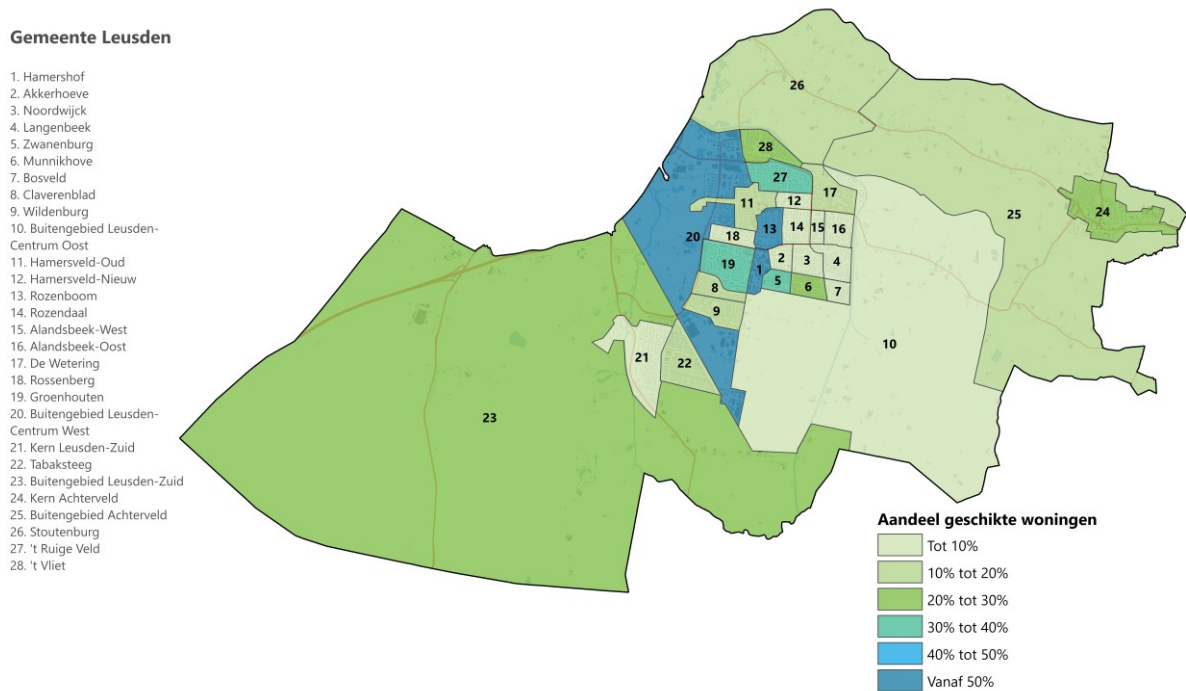 Gemeente Leusden
1. Hamershof
2. Akkerhoeve
3. Noordwijck
4. Langenbeek
5. Zwanenburg
6. Munnikhove
7. Bosveld
8. Claverenblad
9. Wildenburg
10. Buitengebied Leusden-
Centrum Oost
11. Hamersveld-Oud
12. Hamersveld-Nieuw
13. Rozenboom
14. Rozendaal
15. Alandsbeek-West
16. Alandsbeek-Oost
17. De Wetering
18. Rossenberg
19. Groenhouten
20. Buitengebied Leusden-
Centrum West
21. Kern Leusden-Zuid
22. Tabaksteeg
23. Buitengebied Leusden-Zuid
24. Kern Achterveld
25. Buitengebied Achterveld
26. Stoutenburg
27. 't Ruige Veld
28. 't Vliet
26
28
27
17
11
12
24
25
13
14
15
16
20
18
19
1
2
3
4
5
6
7
8
9
10
21
22
23
Aandeel geschikte woningen
Tot 10%
10% tot 20%
20% tot 30%
30% tot 40%
40% tot 50%
Vanaf 50%